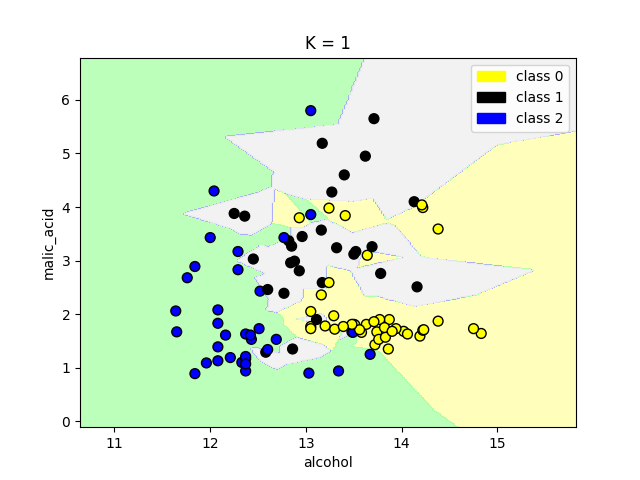 K = 1
class 0
class 1
class 2
malic_acid
6
5
4
3
2
1
0
11 12 13 14 15
alcohol